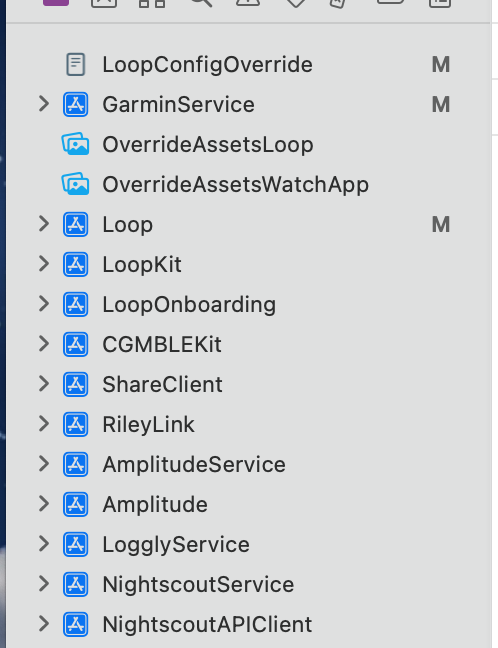 LoopConfigOverride M
GarminService M
OverrideAssetsLoop
OverrideAssetsWatchApp
Loop M
LoopKit
LoopOnboarding
CGMBLEKit
ShareClient
RileyLink
AmplitudeService
Amplitude
LogglyService
NightscoutService
NightscoutAPIClient